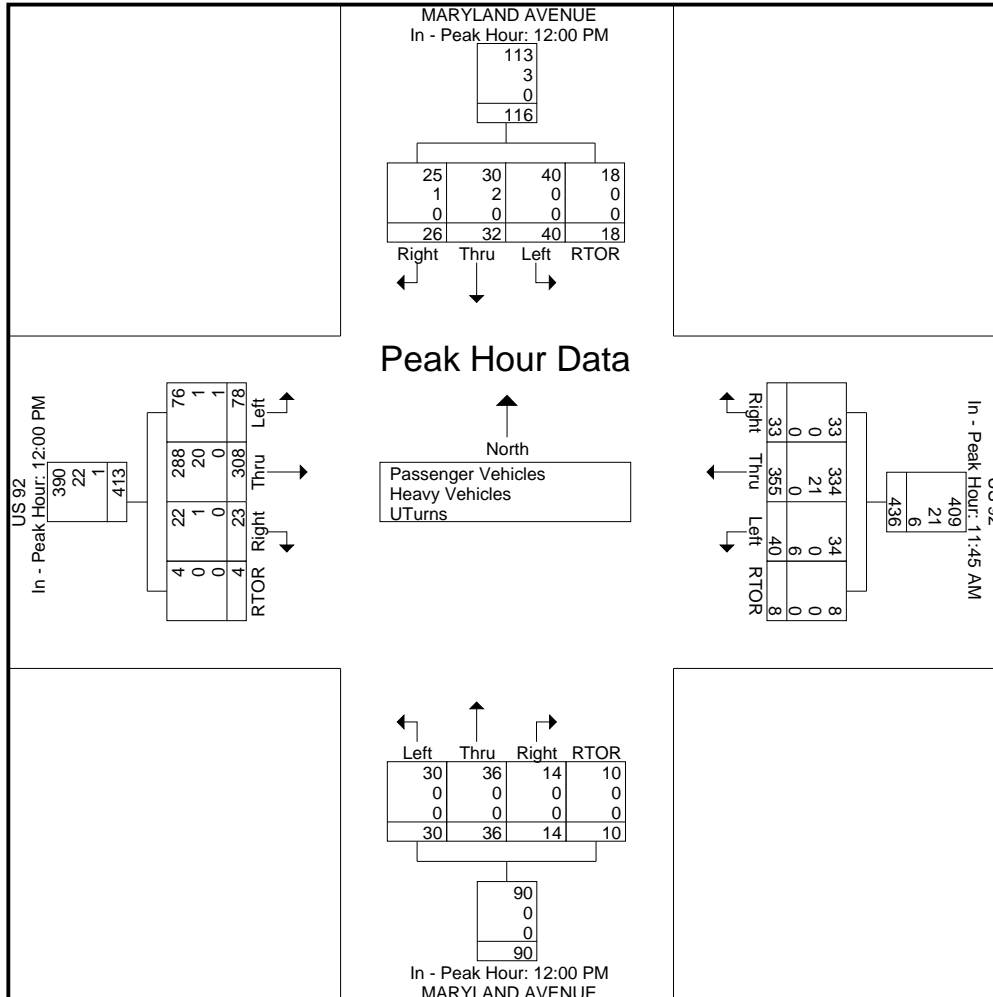 MARYLAND AVENUE
In - Peak Hour: 12:00 PM
113
3
0
116
25 30 40 18
1 2 0 0
0 0 0 0
26 32 40 18
Right Thru Left RTOR
Peak Hour Data
North
Passenger Vehicles
Heavy Vehicles
UTurns
US 92
In - Peak Hour: 12:00 PM
390
22
1
413
76 1 1 78 Left
288 20 0 308 Thru
22 1 0 23 Right
4 0 0 4 RTOR
US 92
In - Peak Hour: 11:45 AM
409
21
6
436
Right 33 0 0 33
Thru 355 0 21 334
Left 40 6 0 34
RTOR 8 0 0 8
Left Thru Right RTOR
30 36 14 10
0 0 0 0
0 0 0 0
30 36 14 10
90
0
0
90
In - Peak Hour: 12:00 PM
MARYLAND AVENUE